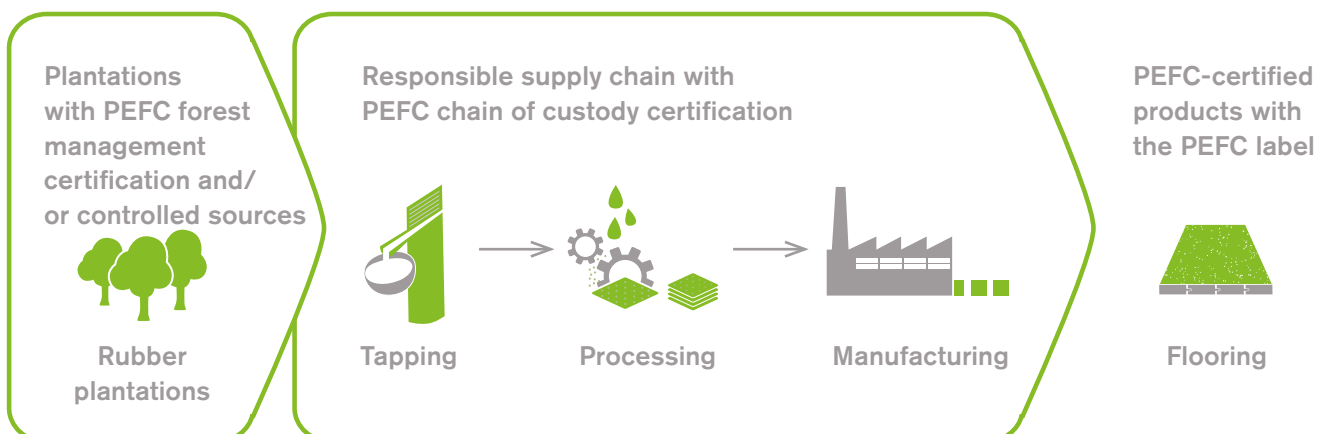 Plantations
with PEFC forest
management
certification and/
or controlled sources
Rubber
plantations
Responsible supply chain with
PEFC chain of custody certification
Tapping
Processing
Manufacturing
PEFC-certified
products with
the PEFC label
Flooring